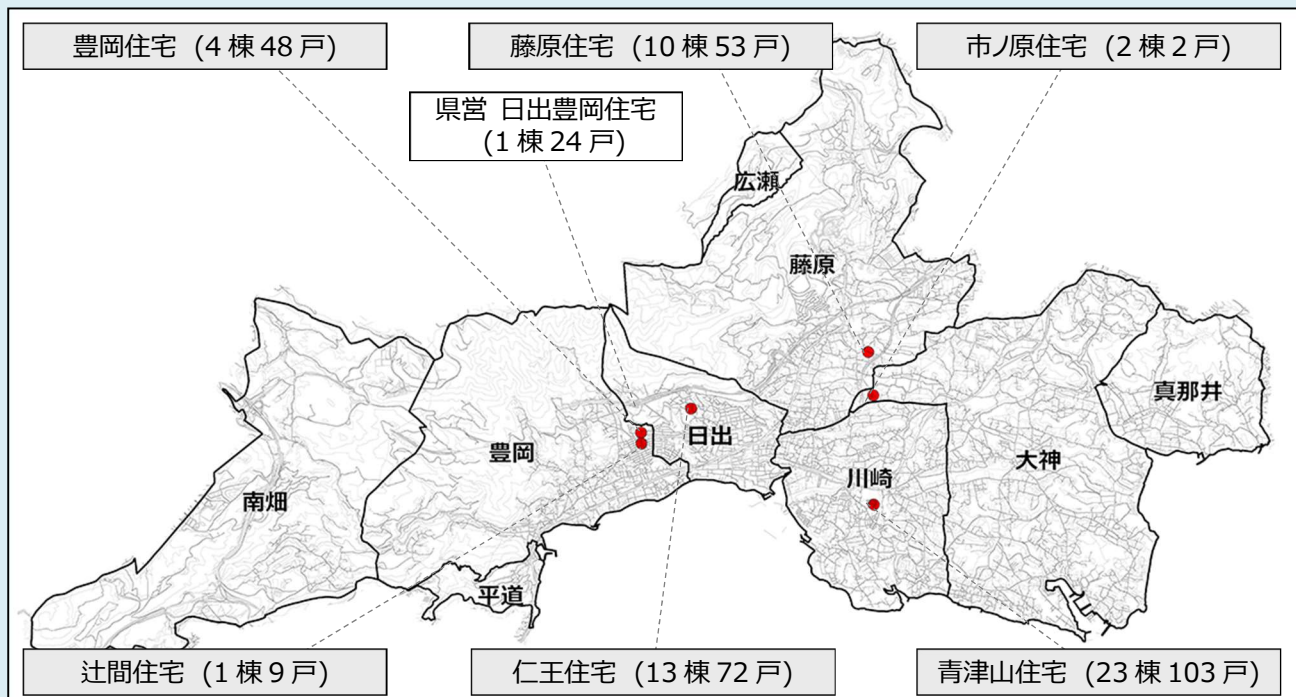 豊岡住宅 (4 棟 48 戸)
藤原住宅 (10 棟 53 戸)
市ノ原住宅 (2 棟 2 戸)
県営 日出豊岡住宅
(1 棟 24 戸)
広瀬
藤原
真那井
日出
豊岡
大神
川崎
南畑
平道
辻間住宅 (1 棟 9 戸)
仁王住宅 (13 棟 72 戸)
青津山住宅 (23 棟 103 戸)